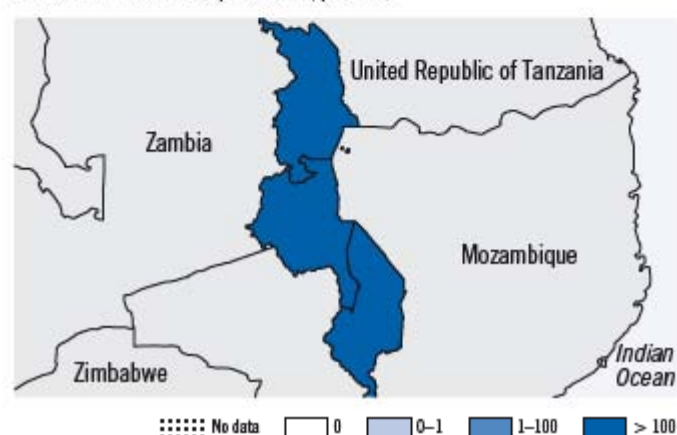 United Republic of Tanzania
Zambia
Mozambique
Zimbabwe
Indian
Ocean
No data 0 0–1 1–100 > 100